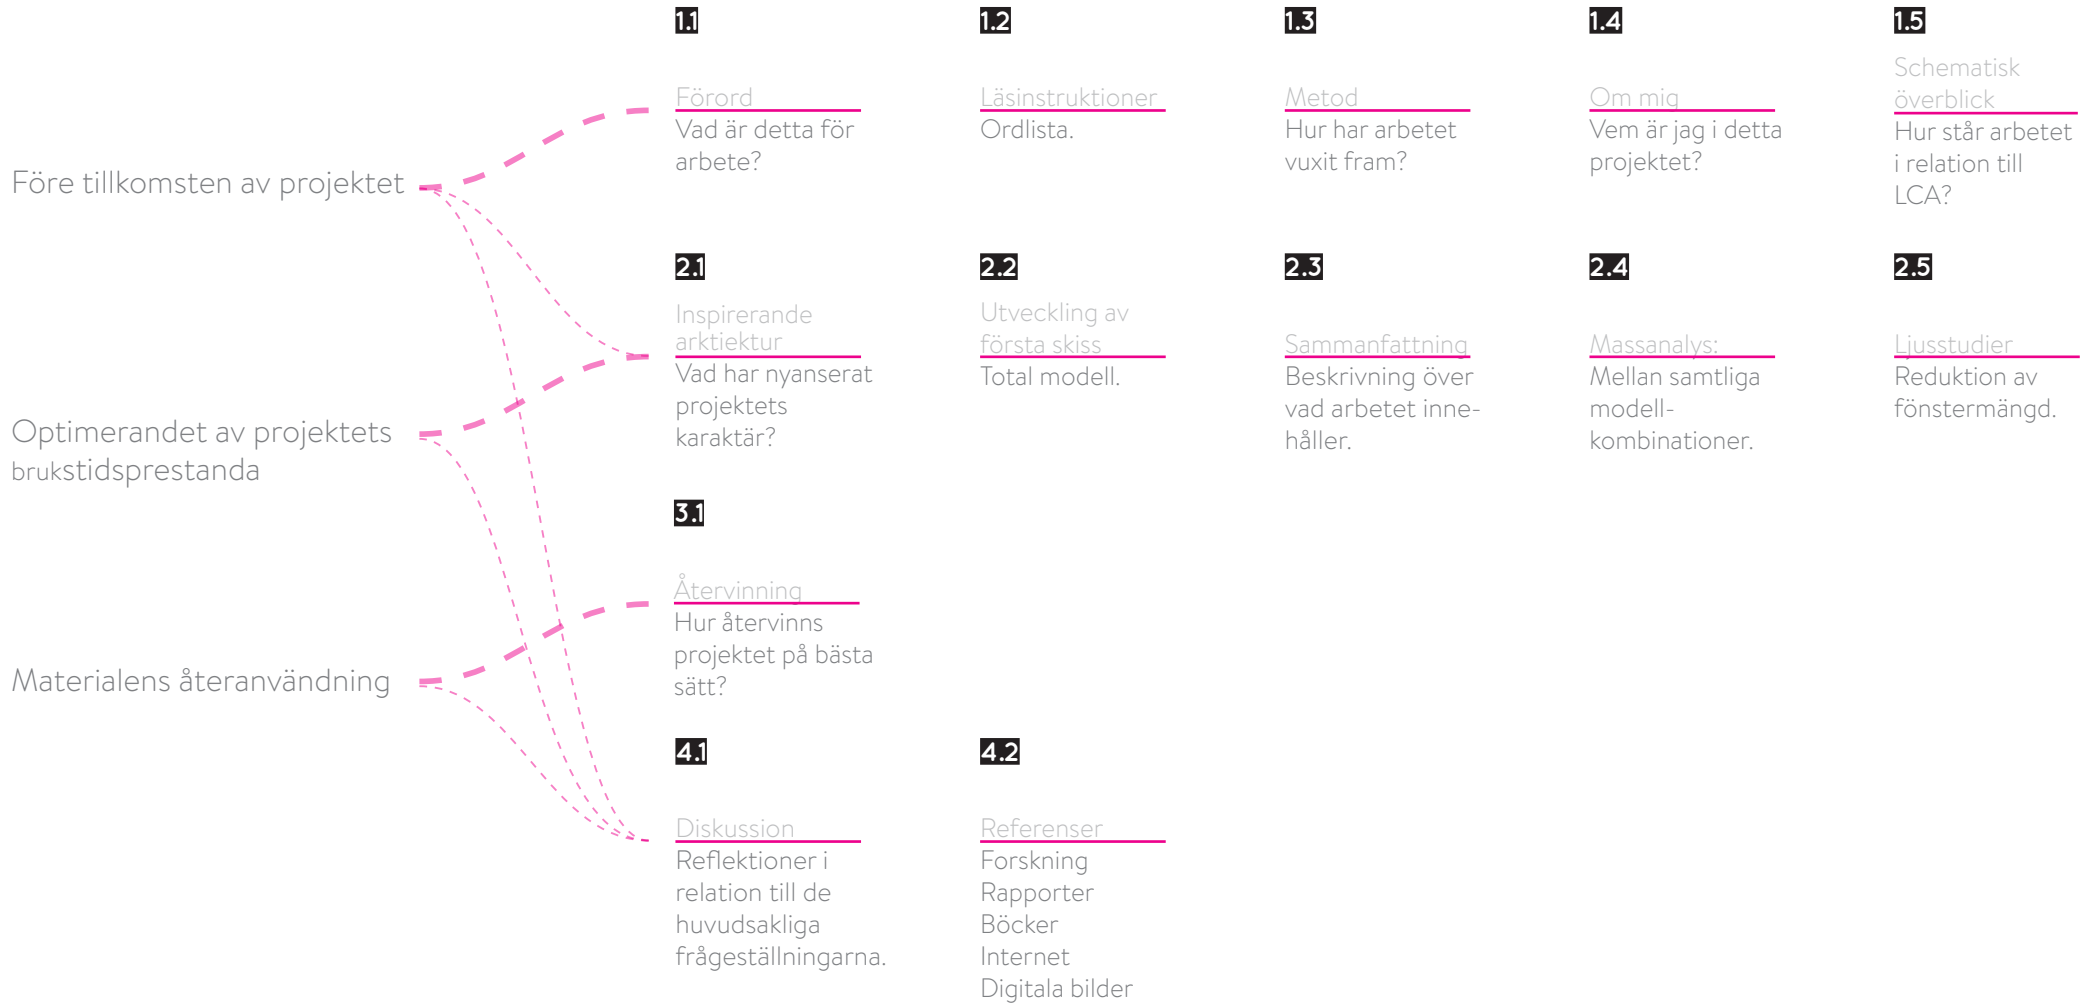 1.1
Förord
Vad är detta för
arbete?
1.2
Läsinstruktioner
Ordlista.
1.3
Metod
Hur har arbetet
vuxit fram?
1.4
Om mig
Vem är jag i detta
projektet?
1.5
Schematisk
överblick
Hur står arbetet
i relation till
LCA?
Före tillkomsten av projektet
2.1
Inspirerande
arktiektur
Vad har nyanserat
projektets
karaktär?
2.2
Utveckling av
första skiss
Total modell.
2.3
Sammanfattning
Beskrivning över
vad arbetet inne-
håller.
2.4
Massanalys:
Mellan samtliga
modell-
kombinationer.
2.5
Ljusstudier
Reduktion av
fönstermängd.
Optimerandet av projektets
brukstidsprestanda
3.1
Återvinning
Hur återvinns
projektet på bästa
sätt?
Materialens återanvändning
4.1
Diskussion
Reflektioner i
relation till de
huvudsakliga
frågeställningarna.
4.2
Referenser
Forskning
Rapporter
Böcker
Internet
Digitala bilder